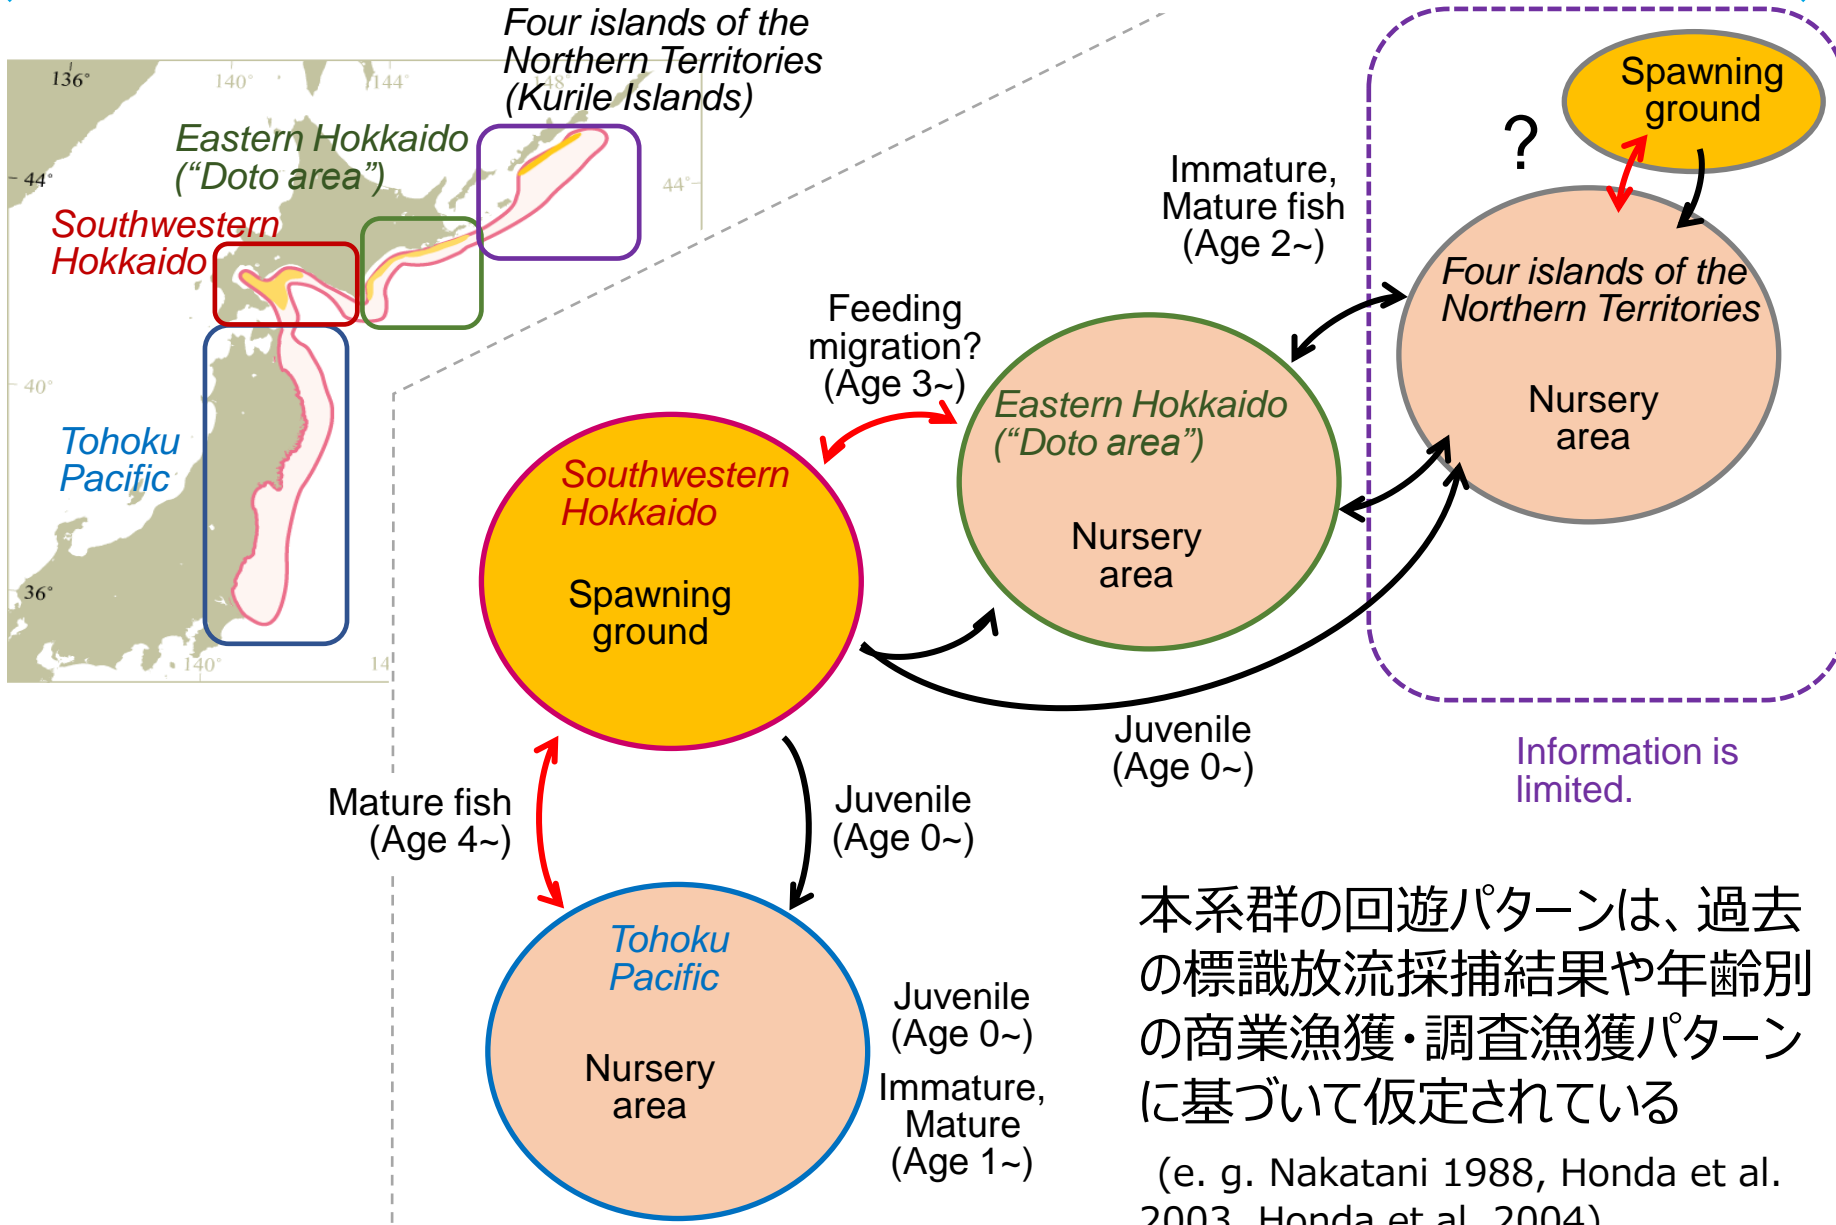 Four islands of the
Northern Territories
(Kurile Islands)
136°
140°
144°
148°
Eastern Hokkaido
(“Doto area”)
44°
44°
Southwestern
Hokkaido
40°
Tohoku
Pacific
36°
140°
14
Spawning
ground
?
Immature,
Mature fish
(Age 2~)
Four islands of the
Northern Territories
Nursery
area
Feeding
migration?
(Age 3~)
Eastern Hokkaido
(“Doto area”)
Nursery
area
Southwestern
Hokkaido
Spawning
ground
Juvenile
(Age 0~)
Information is
limited.
Mature fish
(Age 4~)
Juvenile
(Age 0~)
Tohoku
Pacific
Nursery
area
Juvenile
(Age 0~)
Immature,
Mature
(Age 1~)
本系群の回遊パターンは、過去
の標識放流採捕結果や年齢別
の商業漁獲・調査漁獲パターン
に基づいて仮定されている
(e. g. Nakatani 1988, Honda et al.
2003, Honda et al. 2004)